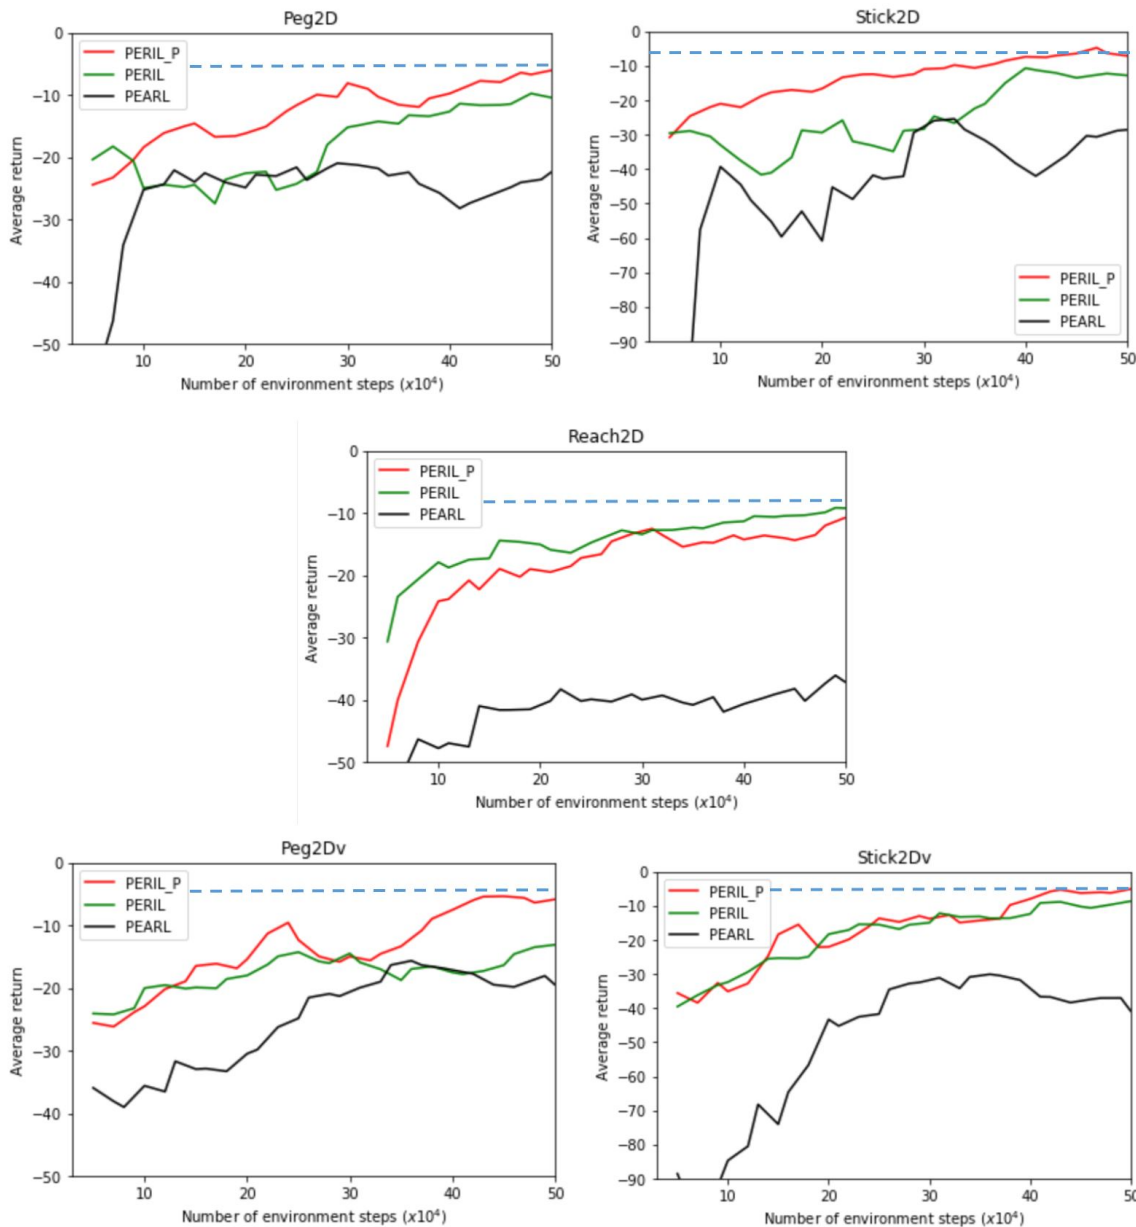 Peg2D
0
−10
−20
−30
−40
−50
Average return
PERIL_P
PERIL
PEARL
10
20
30
40
50
Number of environment steps (x10⁴)
Stick2D
0
−10
−20
−30
−40
−50
−60
−70
−80
−90
Average return
PERIL_P
PERIL
PEARL
10
20
30
40
50
Number of environment steps (x10⁴)
Reach2D
0
−10
−20
−30
−40
−50
Average return
PERIL_P
PERIL
PEARL
10
20
30
40
50
Number of environment steps (x10⁴)
Peg2Dv
0
−10
−20
−30
−40
−50
Average return
PERIL_P
PERIL
PEARL
10
20
30
40
50
Number of environment steps (x10⁴)
Stick2Dv
0
−10
−20
−30
−40
−50
−60
−70
−80
−90
Average return
PERIL_P
PERIL
PEARL
10
20
30
40
50
Number of environment steps (x10⁴)